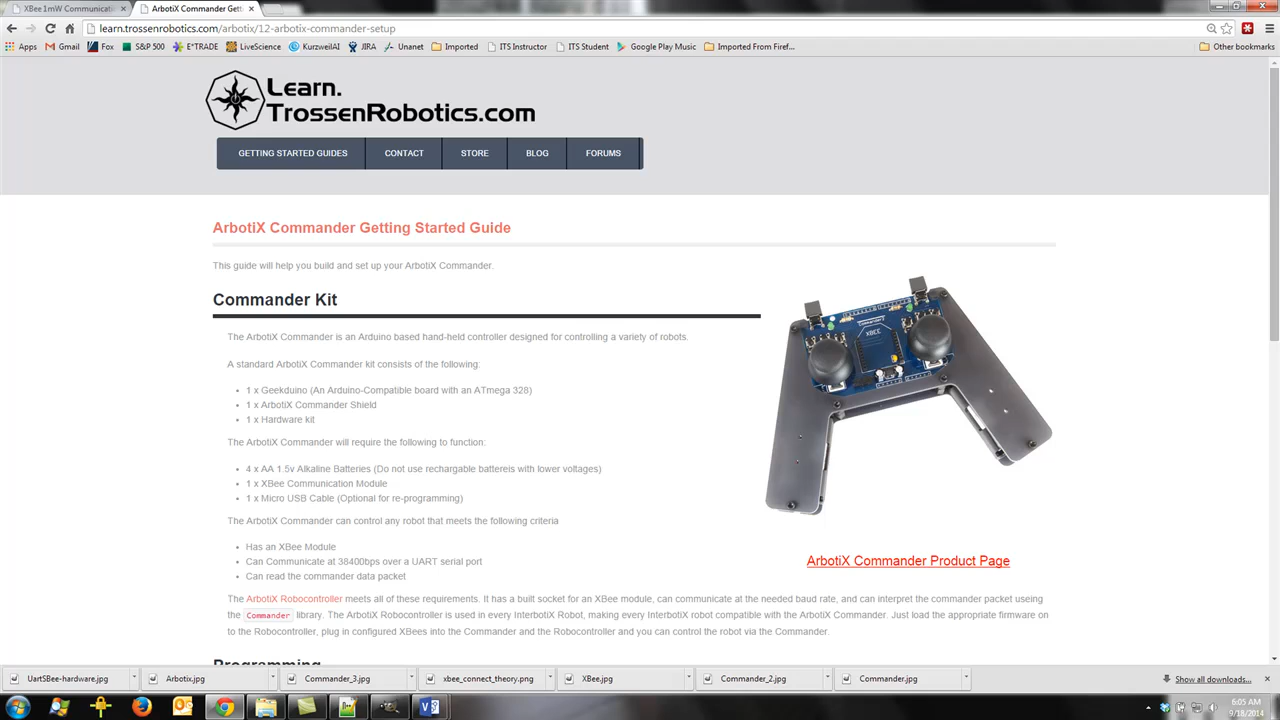 XBee 1mW Communicati
ArbotiX Commander Gett
learn.trossenrobotics.com/arbotix/12-arbotix-commander-setup
Apps Gmail Fox S&P 500 E*TRADE LiveScience KurzweilAI JIRA Unanet Imported ITS Instructor ITS Student Google Play Music Imported From Firef... Other bookmarks
Learn.
TrossenRobotics.com
GETTING STARTED GUIDES CONTACT STORE BLOG FORUMS
ArbotiX Commander Getting Started Guide
This guide will help you build and set up your ArbotiX Commander.
Commander Kit
The ArbotiX Commander is an Arduino based hand-held controller designed for controlling a variety of robots.
A standard ArbotiX Commander kit consists of the following:
1 x Geekduino (An Arduino-Compatible board with an ATmega 328)
1 x ArbotiX Commander Shield
1 x Hardware kit
The ArbotiX Commander will require the following to function:
4 x AA 1.5v Alkaline Batteries (Do not use rechargable battereis with lower voltages)
1 x XBee Communication Module
1 x Micro USB Cable (Optional for re-programming)
The ArbotiX Commander can control any robot that meets the following criteria
Has an XBee Module
Can Communicate at 38400bps over a UART serial port
Can read the commander data packet
XBEE
ArbotiX Commander Product Page
The ArbotiX Robocontroller meets all of these requirements. It has a built socket for an XBee module, can communicate at the needed baud rate, and can interpret the commander packet useing
the Commander library. The ArbotiX Robocontroller is used in every InterbotiX Robot, making every InterbotiX robot compatible with the ArbotiX Commander. Just load the appropriate firmware on
to the Robocontroller, plug in configured XBees into the Commander and the Robocontroller and you can control the robot via the Commander.
Programming
UartSBee-hardware.jpg Arbotix.jpg Commander_3.jpg xbee_connect_theory.png XBee.jpg Commander_2.jpg Commander.jpg Show all downloads...
6:05 AM
9/18/2014